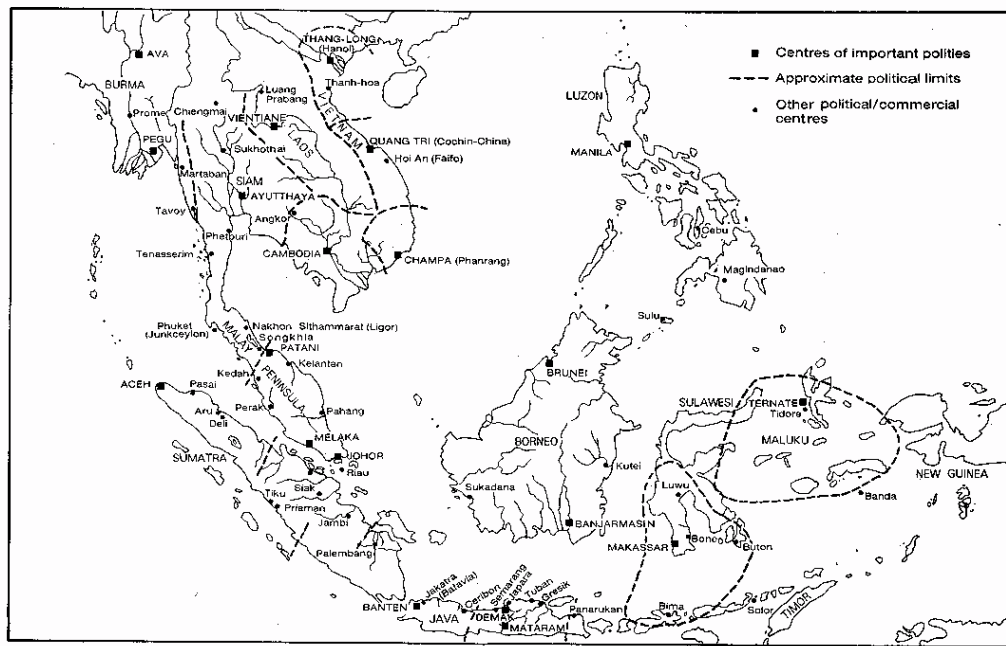 Centres of important polities
Approximate political limits
Other political/commercial
centres
AVA
BURMA
Prome
PEGU
Martaban
Tavoy
Tenasserim
Chiengmai
Luang
Prabang
VIENTIANE
LAOS
Sukhothai
SIAM
AYUTTHAYA
Angkor
Phetburi
CAMBODIA
THANG-LONG
(Hanoi)
Thanh-hoa
VIETNAM
QUANG TRI (Cochin-China)
Hoi An (Faifo)
CHAMPA (Phanrang)
LUZON
MANILA
Cebu
Magindanao
Sulu
Phuket
(Junkceylon)
MALAY
PENINSULA
Nakhon Sithammarat (Ligor)
Songkhla
PATANI
Kelantan
Kedah
Perak
Pahang
MELAKA
JOHOR
Riau
ACEH
Pasai
Aru
Deli
SUMATRA
Siak
Tiku
Priaman
Jambi
Palembang
BRUNEI
BORNEO
Kutei
Sukadana
BANJARMASIN
SULAWESI
Luwu
MAKASSAR
Bone
Buton
TERNATE
Tidore
MALUKU
Banda
NEW GUINEA
BANTEN
Jakatra
(Batavia)
JAVA
Ceribon
Semarang
Japara
DEMAK
MATARAM
Tuban
Gresik
Panarukan
Bima
Solor
TIMOR